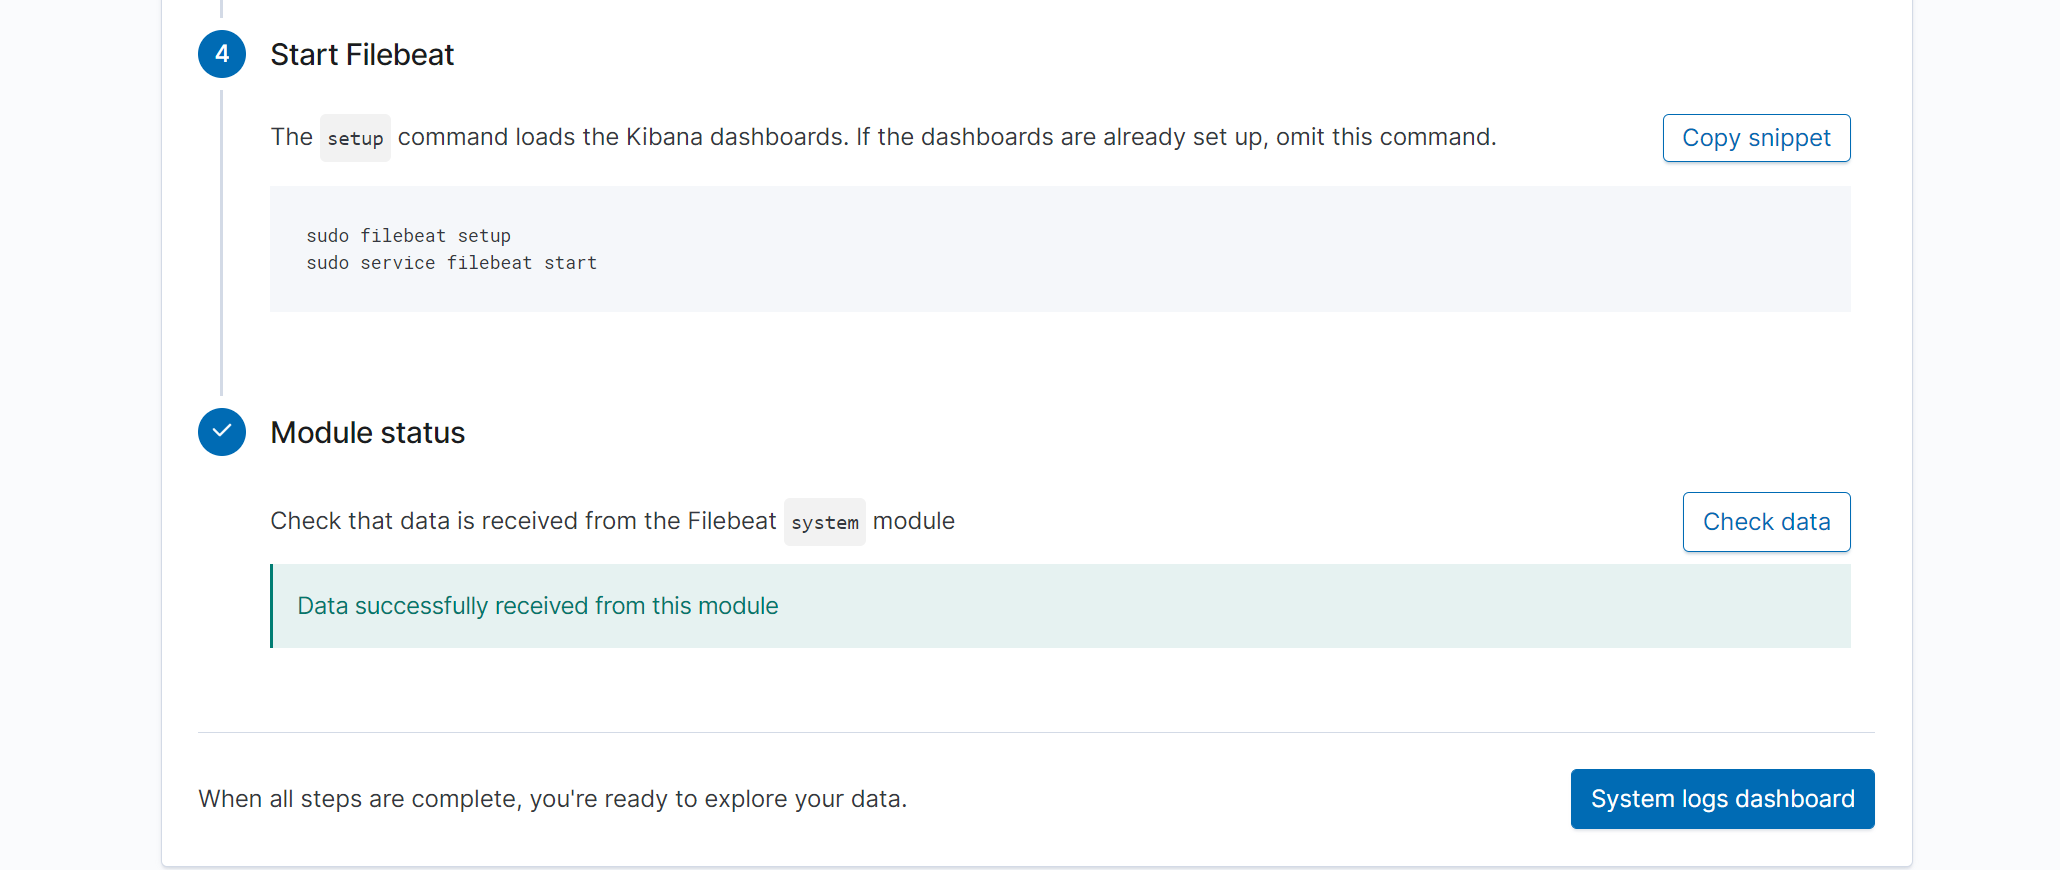 4
Start Filebeat
The setup command loads the Kibana dashboards. If the dashboards are already set up, omit this command.
Copy snippet
sudo filebeat setup
sudo service filebeat start
Module status
Check that data is received from the Filebeat system module
Check data
Data successfully received from this module
When all steps are complete, you're ready to explore your data.
System logs dashboard